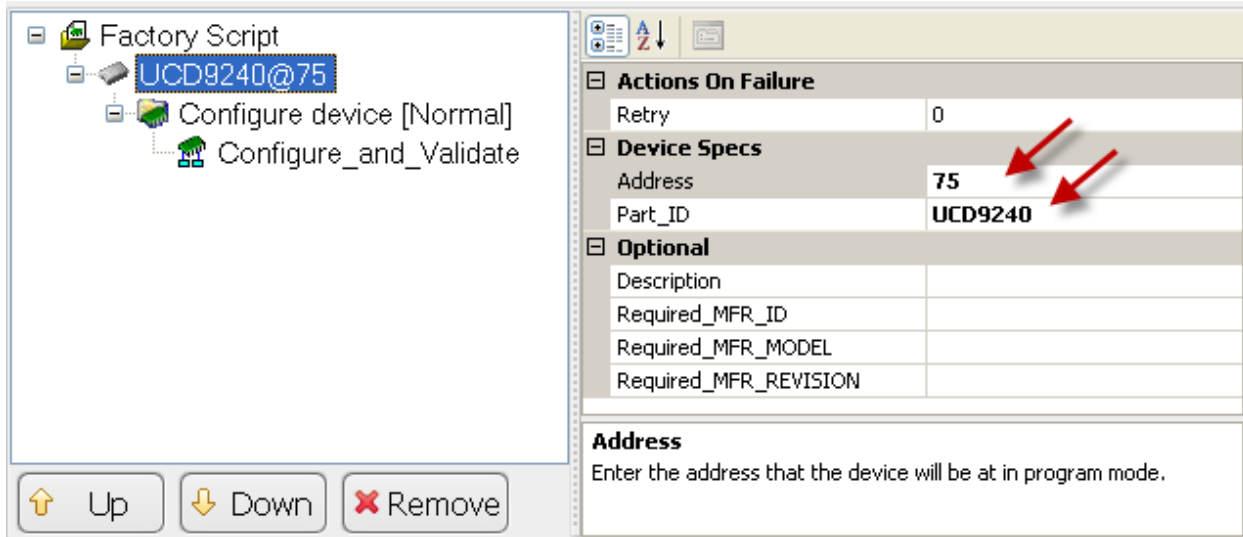 Factory Script
UCD9240@75
Configure device [Normal]
Configure_and_Validate
Up
Down
Remove
Actions On Failure
Retry 0
Device Specs
Address 75
Part_ID UCD9240
Optional
Description
Required_MFR_ID
Required_MFR_MODEL
Required_MFR_REVISION
Address
Enter the address that the device will be at in program mode.